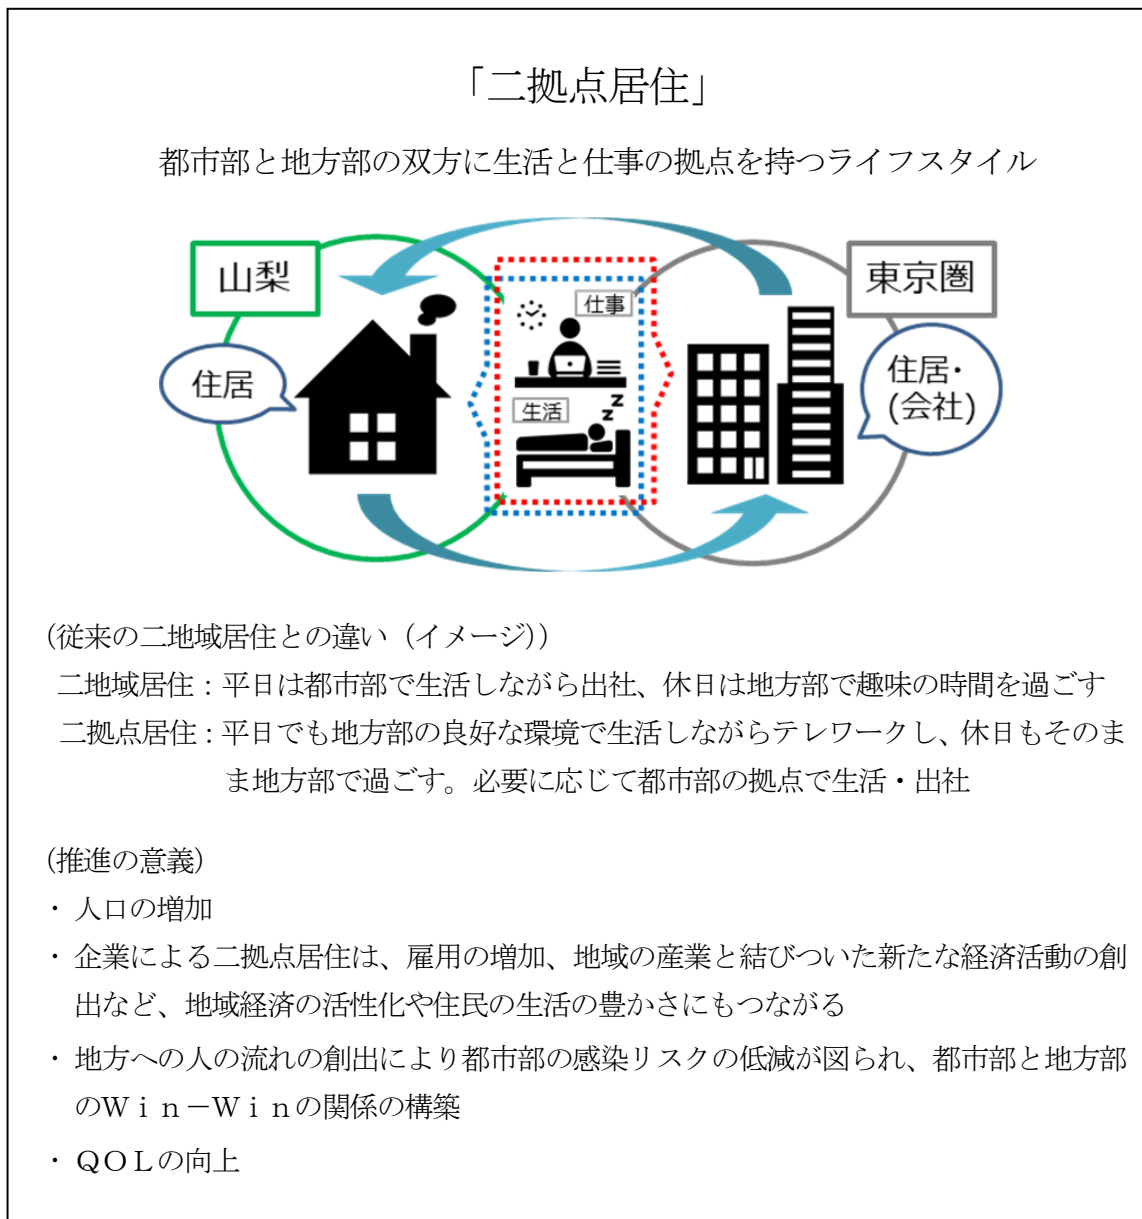 「二拠点居住」
都市部と地方部の双方に生活と仕事の拠点を持つライフスタイル
山梨
東京圏
仕事
住居
住居・
(会社)
生活
z
z
z
(従来の二地域居住との違い（イメージ))
二地域居住：平日は都市部で生活しながら出社、休日は地方部で趣味の時間を過ごす
二拠点居住：平日でも地方部の良好な環境で生活しながらテレワークし、休日もそのま
ま地方部で過ごす。必要に応じて都市部の拠点で生活・出社
(推進の意義)
・ 人口の増加
・ 企業による二拠点居住は、雇用の増加、地域の産業と結びついた新たな経済活動の創
出など、地域経済の活性化や住民の生活の豊かさにもつながる
・ 地方への人の流れの創出により都市部の感染リスクの低減が図られ、都市部と地方部
のＷｉｎ－Ｗｉｎの関係の構築
・ ＱＯＬの向上